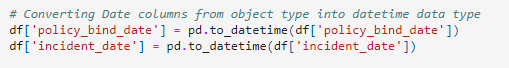 # Converting Date columns from object type into datetime data type
df['policy_bind_date'] = pd.to_datetime(df['policy_bind_date'])
df['incident_date'] = pd.to_datetime(df['incident_date'])